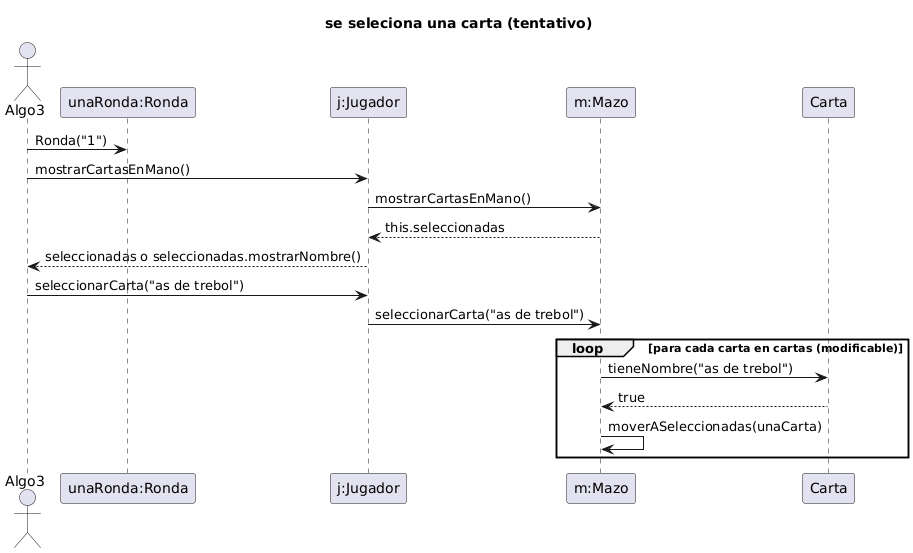 se seleciona una carta (tentativo)
Algo3
unaRonda:Ronda
j:Jugador
m:Mazo
Carta
Ronda("1")
mostrarCartasEnMano()
mostrarCartasEnMano()
this.seleccionadas
seleccionadas o seleccionadas.mostrarNombre()
seleccionarCarta("as de trebol")
seleccionarCarta("as de trebol")
loop
[para cada carta en cartas (modificable)]
tieneNombre("as de trebol")
true
moverASeleccionadas(unaCarta)
Algo3
unaRonda:Ronda
j:Jugador
m:Mazo
Carta